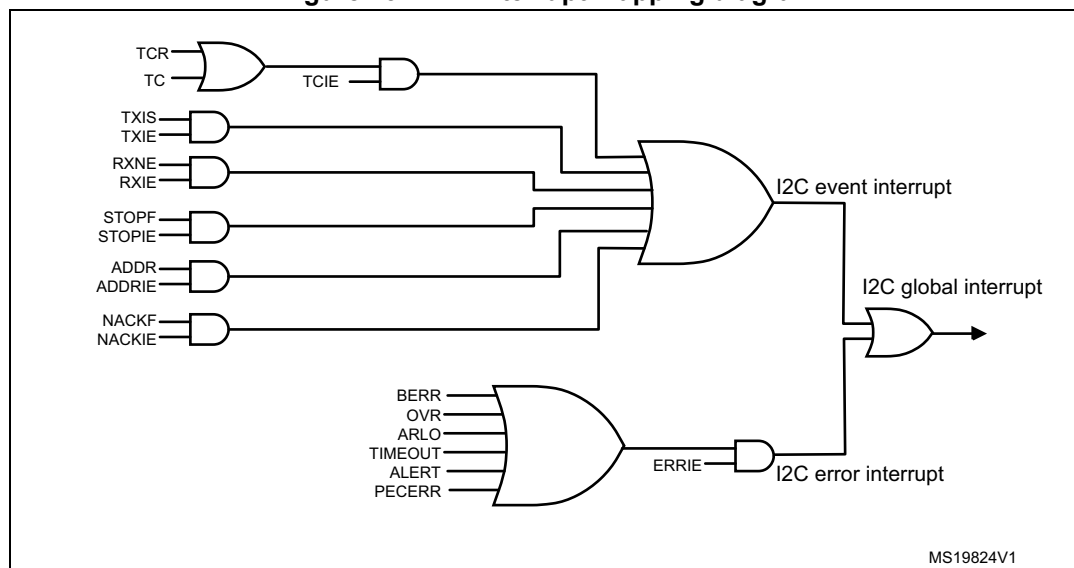 TCR
TC
TCIE
TXIS
TXIE
RXNE
RXIE
STOPF
STOPIE
ADDR
ADDRIE
NACKF
NACKIE
I2C event interrupt
I2C global interrupt
BERR
OVR
ARLO
TIMEOUT
ALERT
PECERR
ERRIE
I2C error interrupt
MS19824V1